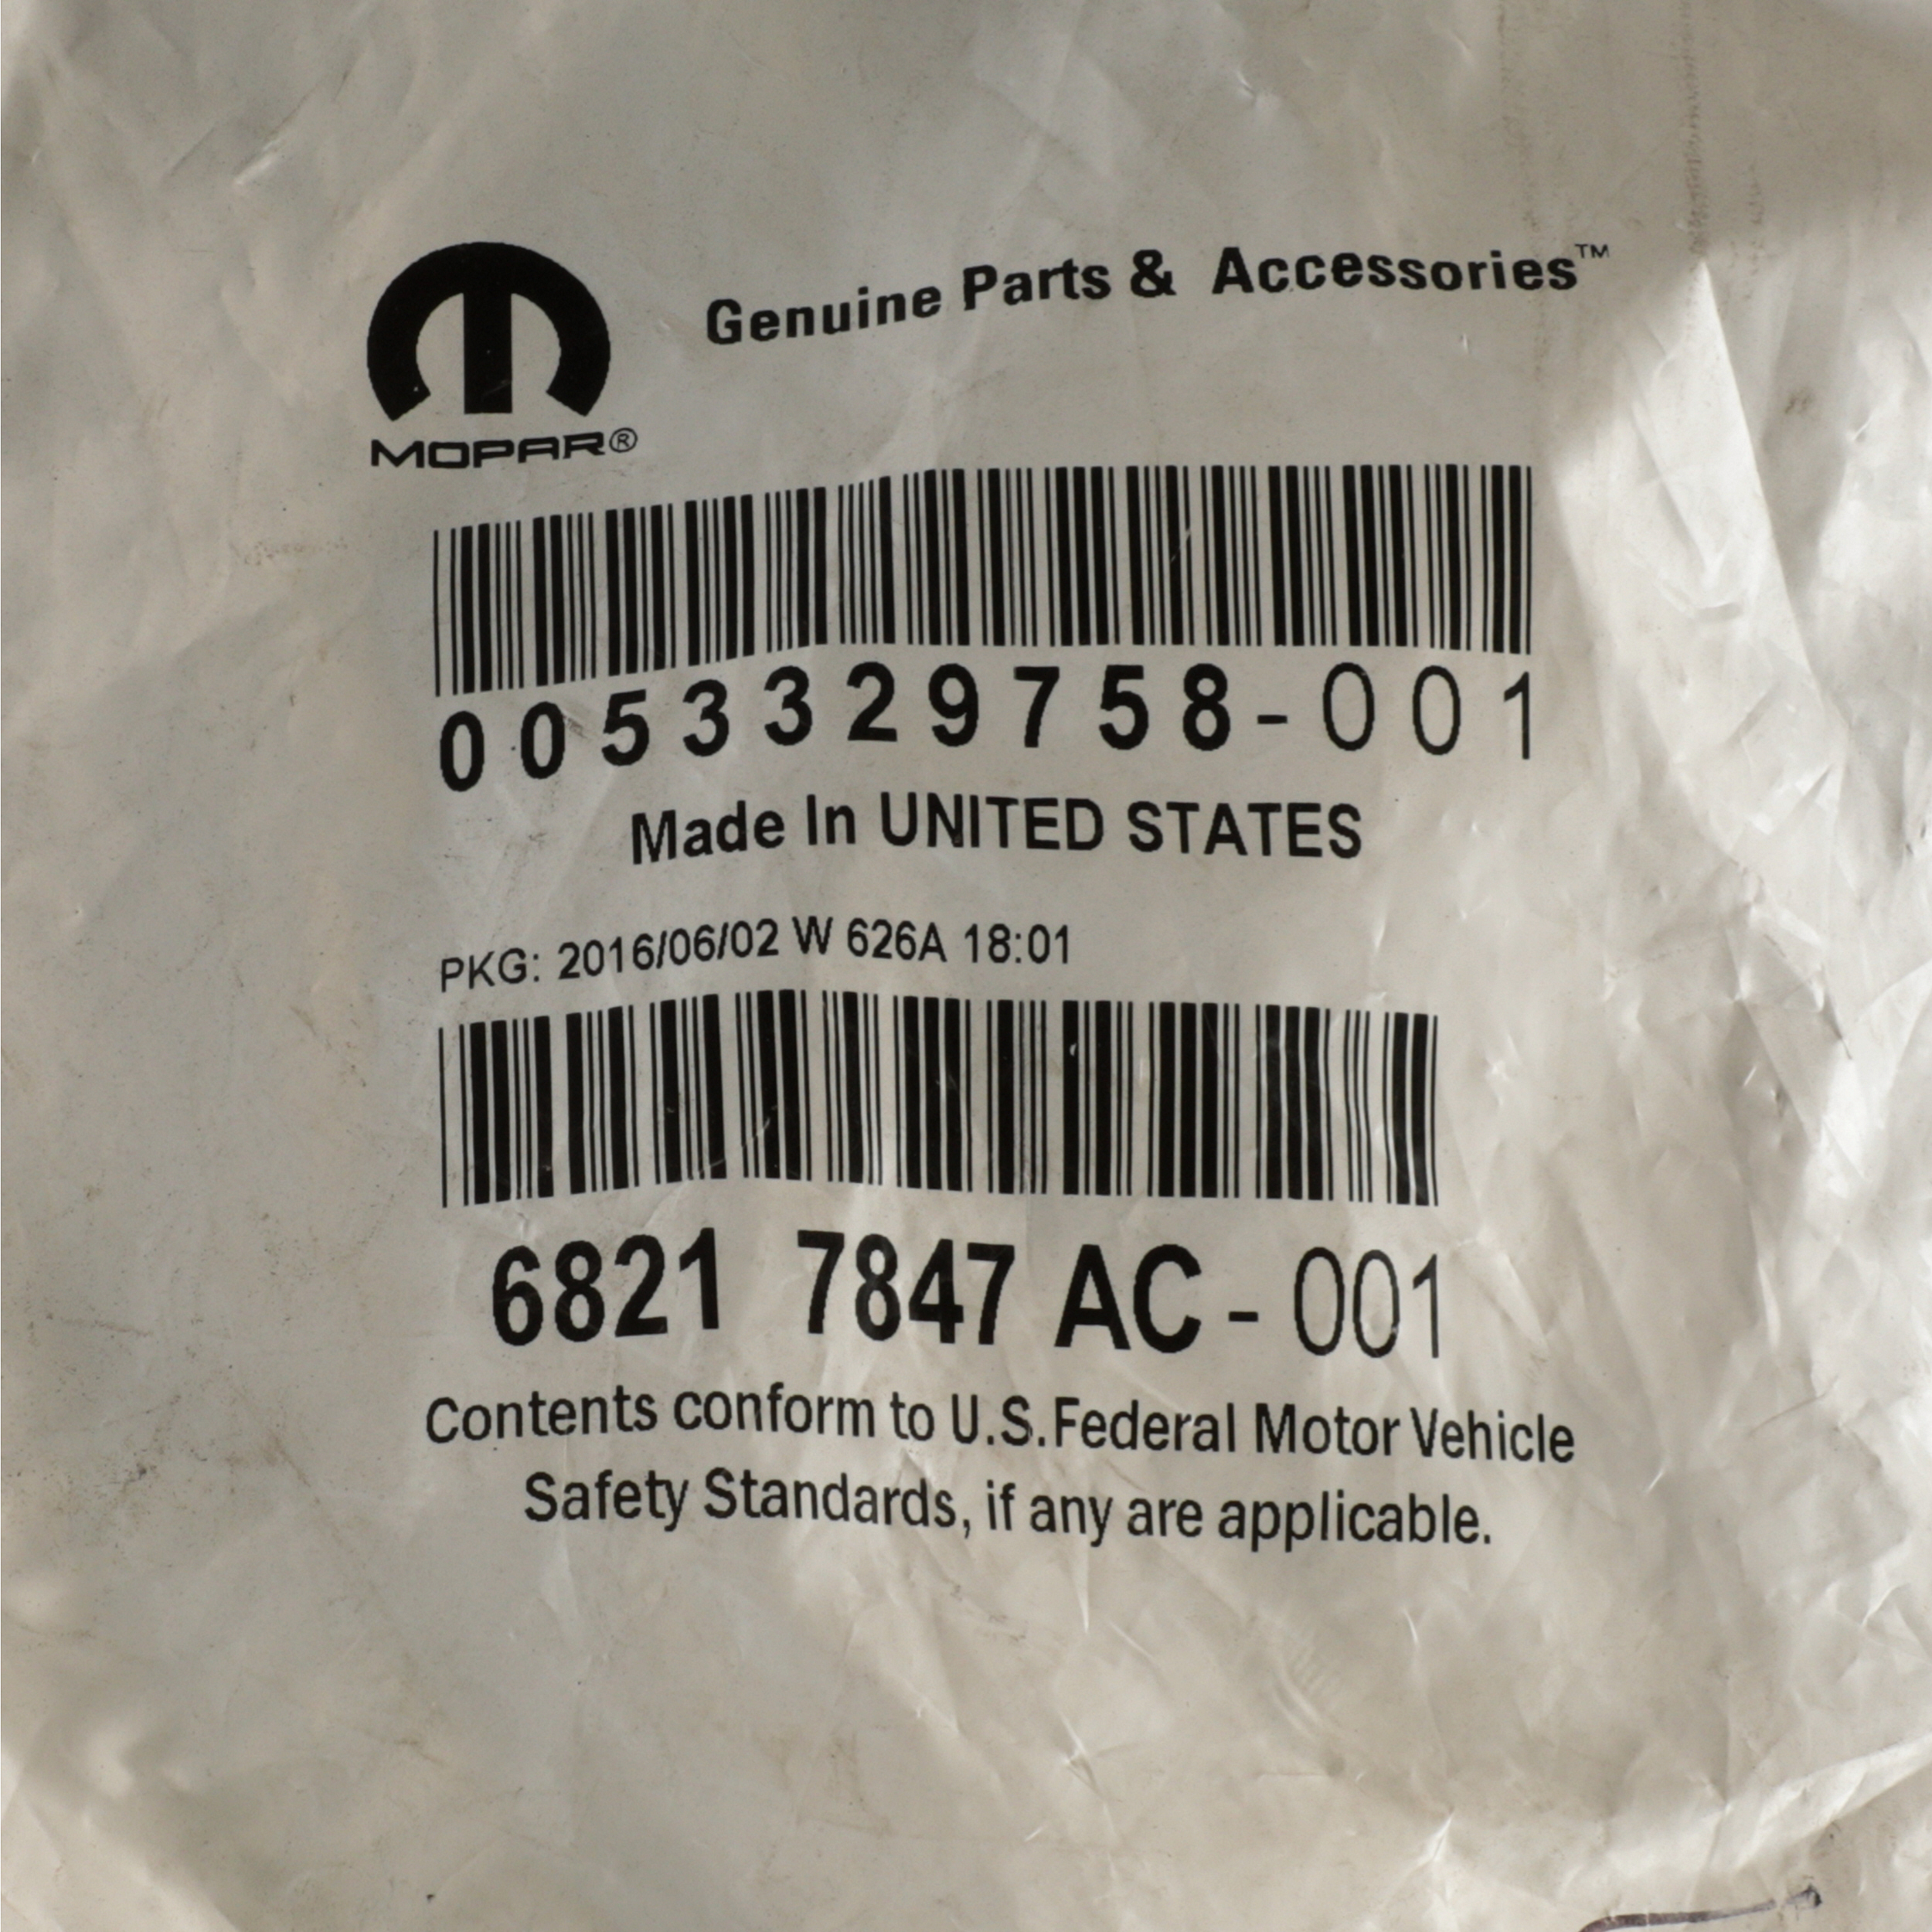 Genuine Parts & Accessories™
MOPAR®
0053329758-001
Made In UNITED STATES
PKG: 2016/06/02 W 626A 18:01
6821 7847 AC - 001
Contents conform to U.S.Federal Motor Vehicle
Safety Standards, if any are applicable.